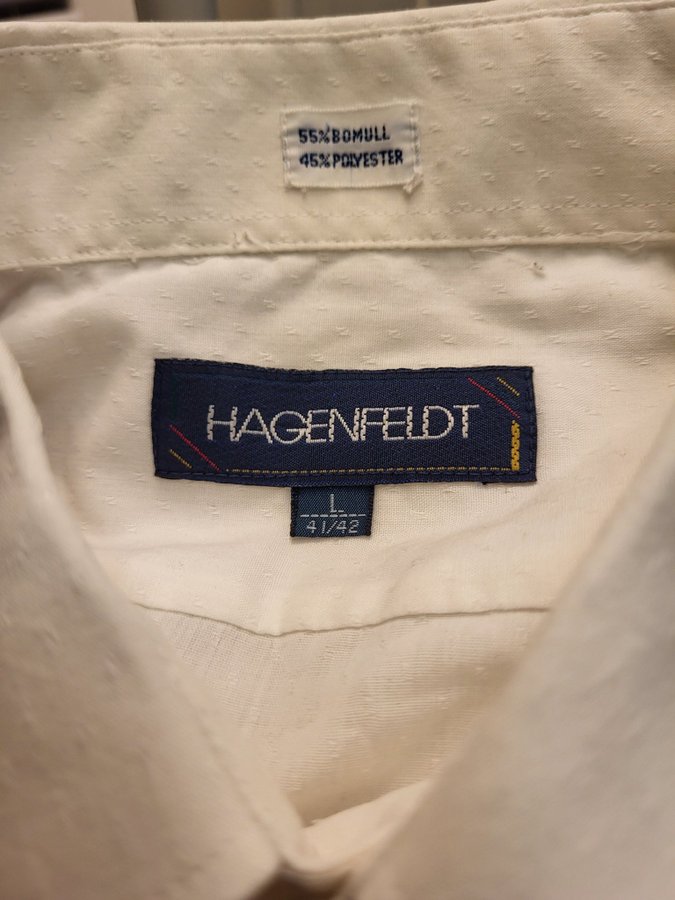 55% BOMULL
45% POLYESTER
HAGENFELDT
L
41/42